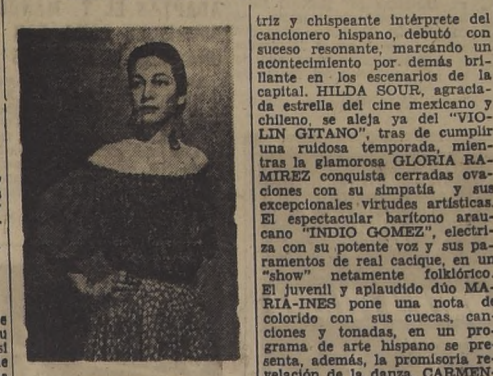 triz y chispeante intérprete del
cancionero hispano, debutó con
suceso resonante, marcando un
acontecimiento por demás bri-
llante en los escenarios de la
capital. HILDA SOUR, agracia-
da estrella del cine mexicano y
chileno, se aleja ya del "VIO-
LIN GITANO", tras de cumplir
una ruidosa temporada, mien-
tras la glamorosa GLORIA RA-
MIREZ conquista cerradas ova-
ciones con su simpatía y sus
excepcionales virtudes artísticas.
El espectacular barítono arau-
cano "INDIO GOMEZ", electri-
za con su potente voz y sus pa-
ramentos de real cacique, en un
"show" netamente folklórico.
El juvenil y aplaudido dúo MA-
RIA-INES pone una nota de
colorido con sus cuecas, can-
ciones y tonadas, en un pro-
grama de arte hispano se pre-
senta, además, la promisoria re-
velación de la danza, CARMEN